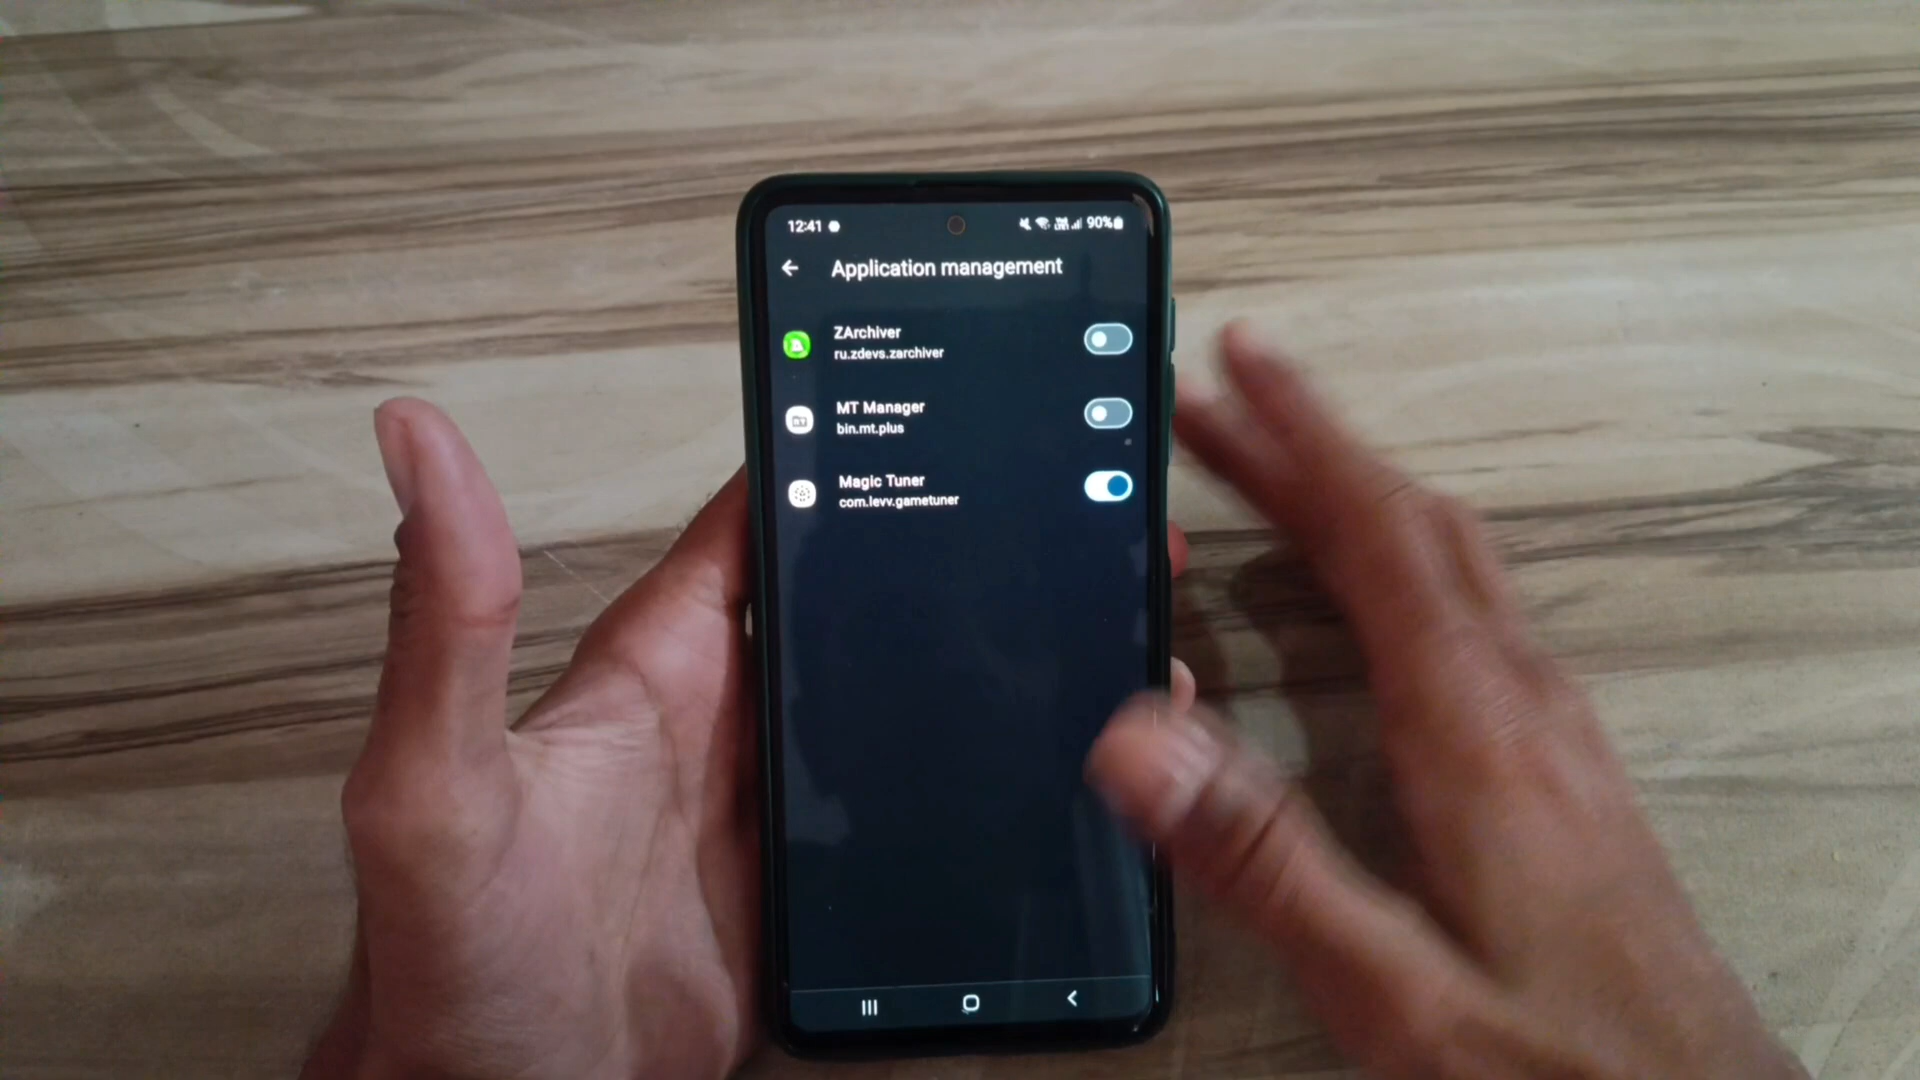 12:41
90%
Application management
ZArchiver
ru.zdevs.zarchiver
MT Manager
bin.mt.plus
Magic Tuner
com.levv.gametuner